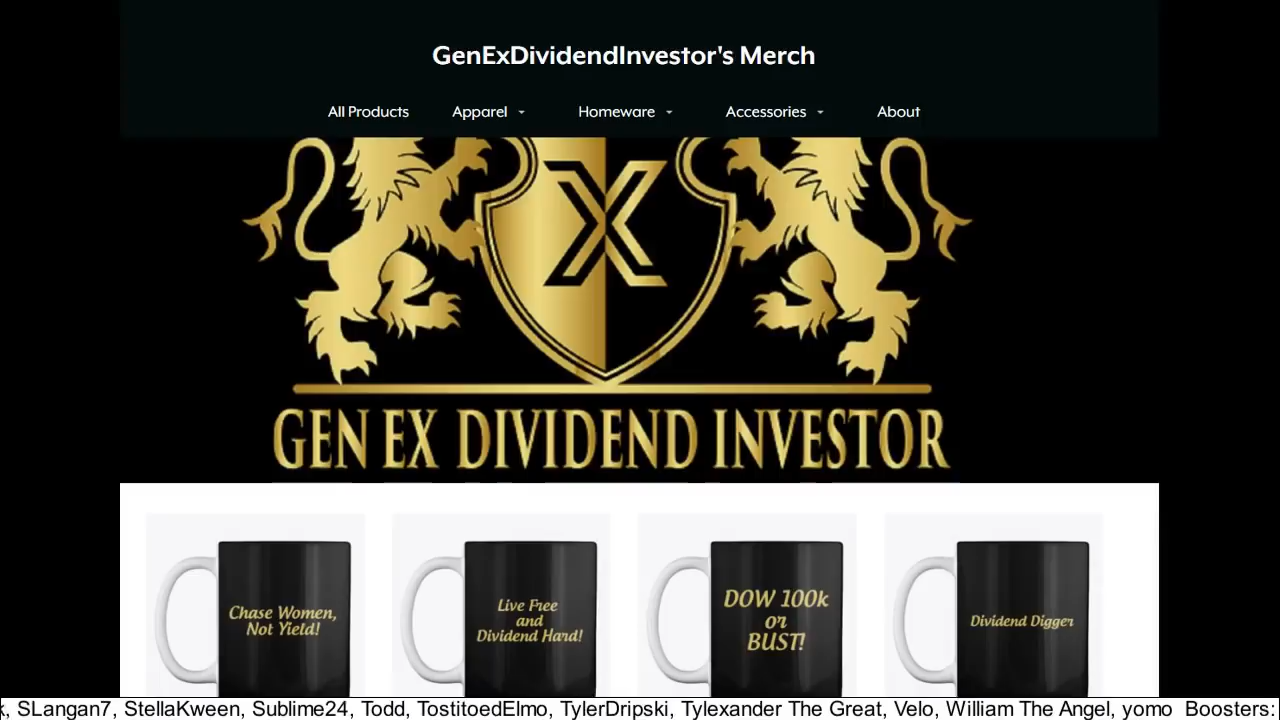 GenExDividendInvestor's Merch
All Products Apparel Homeware Accessories About
X
GEN EX DIVIDEND INVESTOR
Chase Women,
Not Yield!
Live Free
and
Dividend Hard!
DOW 100k
or
BUST!
Dividend Digger
SLangan7, StellaKween, Sublime24, Todd, TostitoedElmo, TylerDripski, Tylexander The Great, Velo, William The Angel, yomo Boosters: